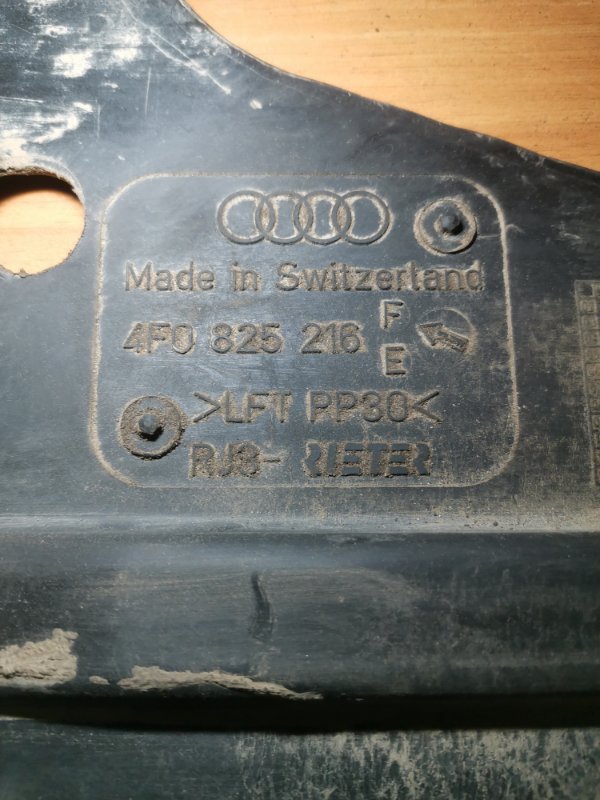 Made in Switzerland
4F0 825 216 F
E
>LFT PP30<
RJ8- RIETER